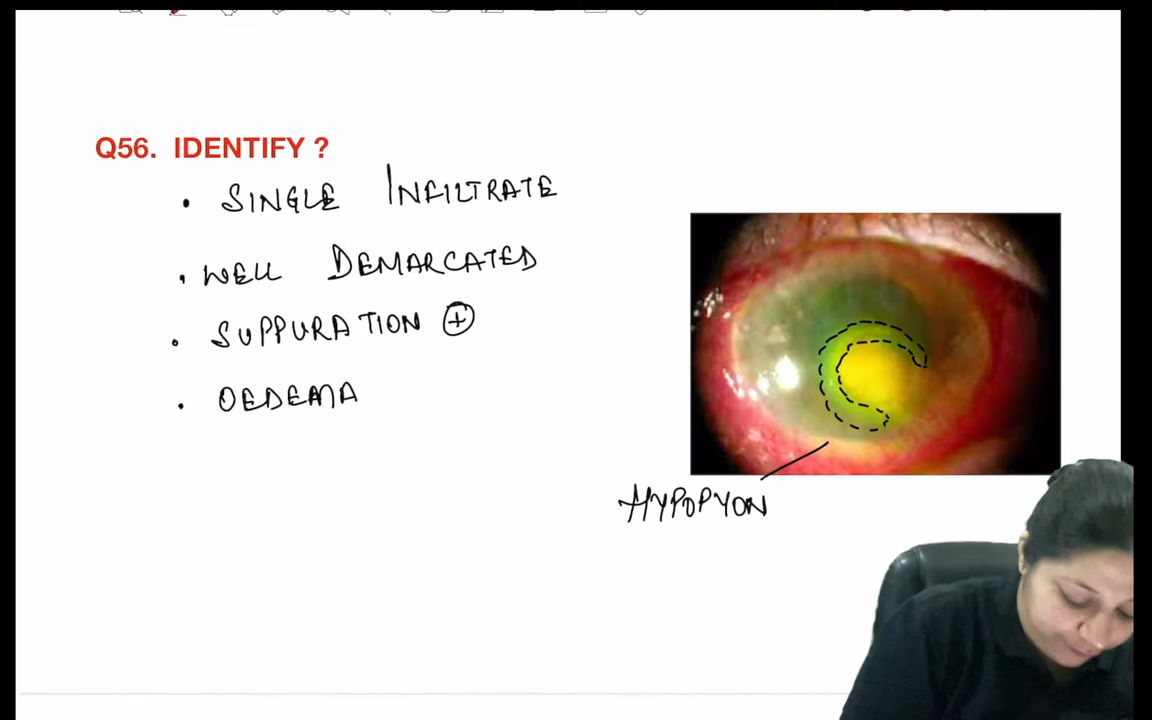 Q56. IDENTIFY ?
• SINGLE INFILTRATE
• WELL DEMARCATED
• SUPPURATION +
• OEDEMA
HYPOPYON